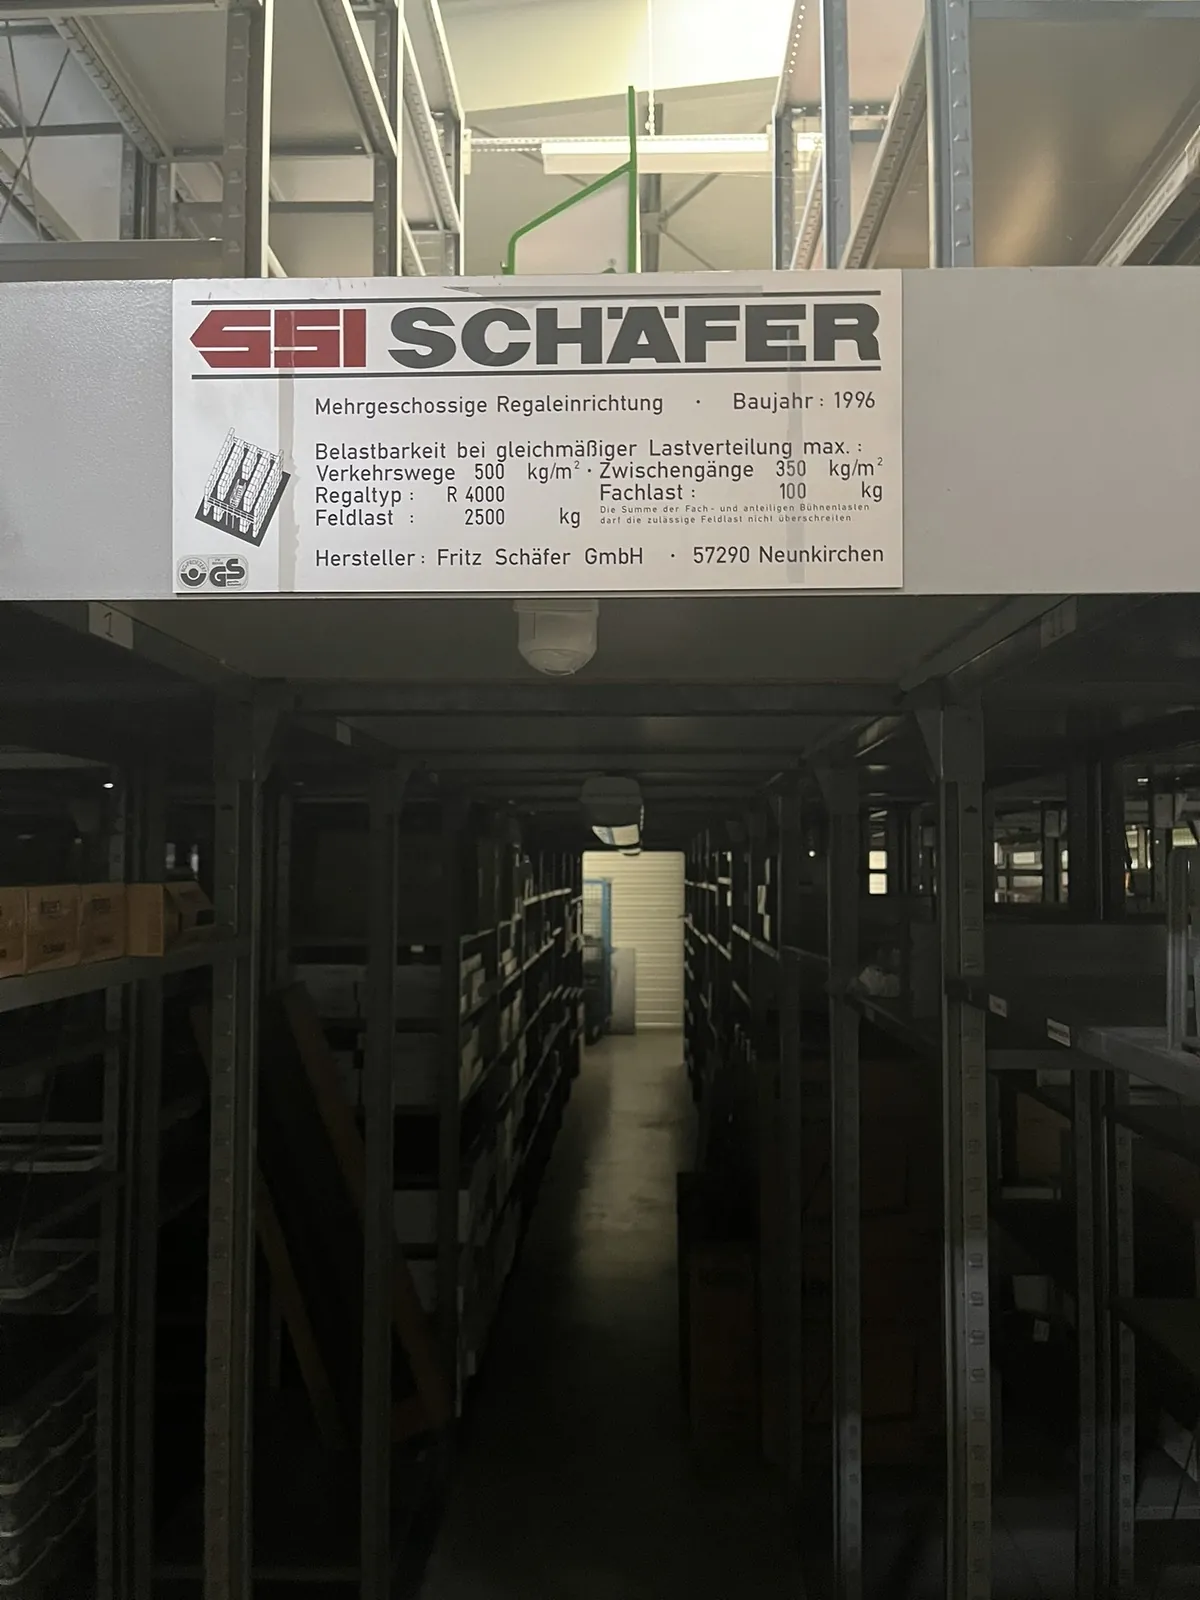 SSI SCHÄFER
Mehrgeschossige Regaleinrichtung · Baujahr : 1996
Belastbarkeit bei gleichmäßiger Lastverteilung max. :
Verkehrswege 500 kg/m² · Zwischengänge 350 kg/m²
Regaltyp : R 4000 Fachlast : 100 kg
Feldlast : 2500 kg Die Summe der Fach- und anteiligen Bühnenlasten
darf die zulässige Feldlast nicht überschreiten
Hersteller : Fritz Schäfer GmbH · 57290 Neunkirchen
GS
1